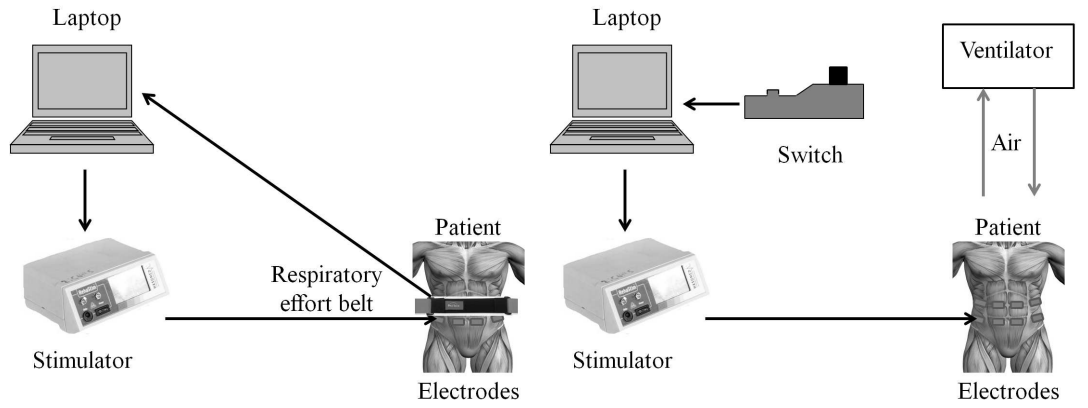 Laptop
Respiratory
effort belt
Patient
Stimulator
Electrodes
Laptop
Switch
Ventilator
Air
Patient
Stimulator
Electrodes